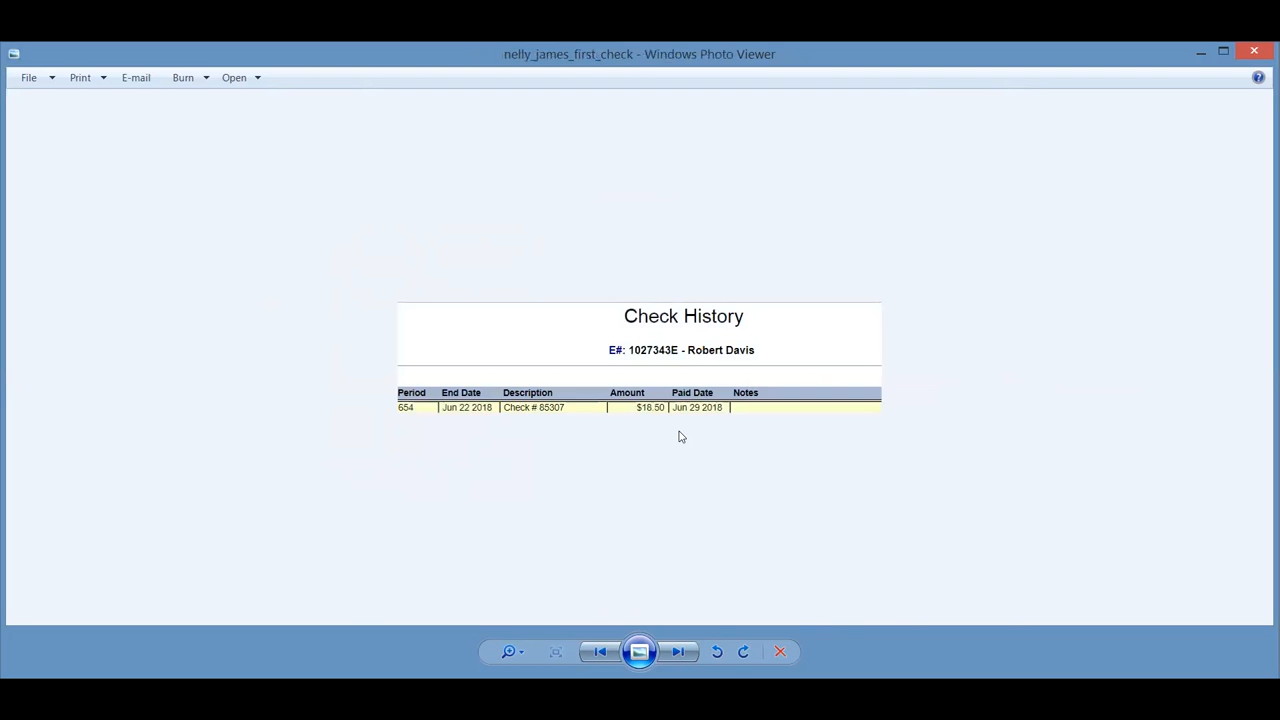 nelly_james_first_check - Windows Photo Viewer
File Print E-mail Burn Open
Check History
E#: 1027343E - Robert Davis
Period End Date Description Amount Paid Date Notes
654 Jun 22 2018 Check # 85307 $18.50 Jun 29 2018